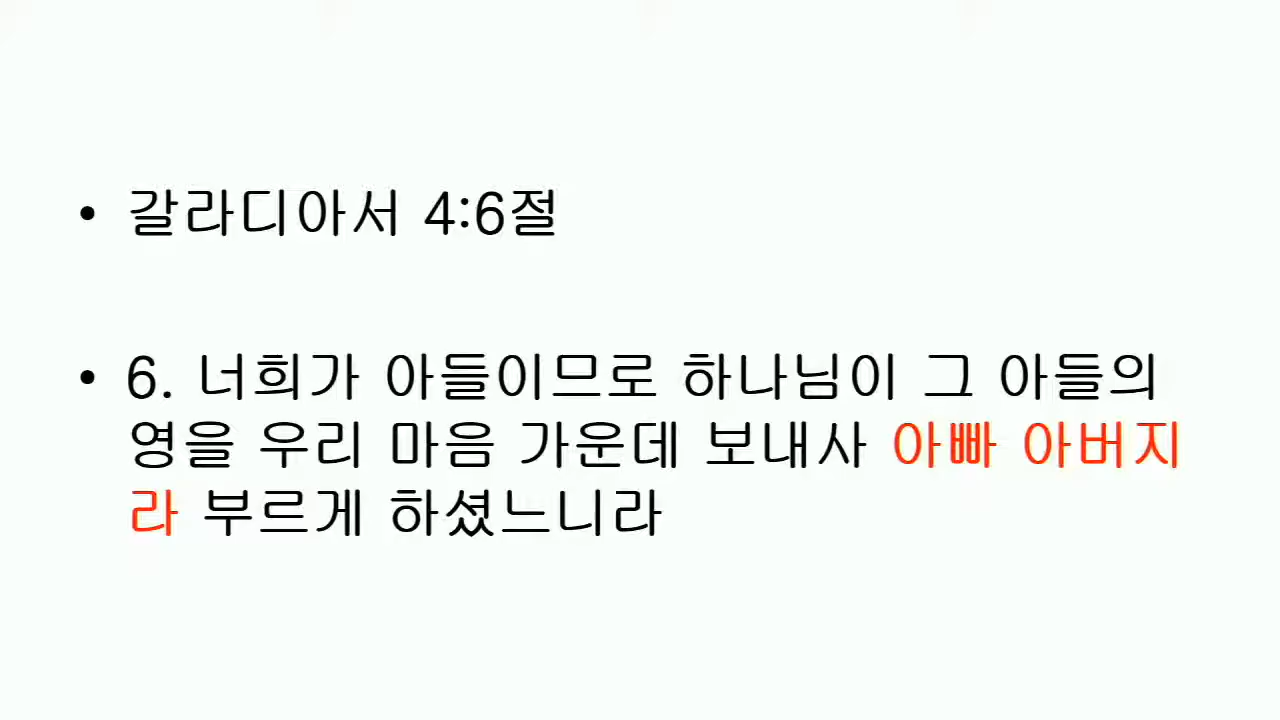 • 갈라디아서 4:6절
• 6. 너희가 아들이므로 하나님이 그 아들의
영을 우리 마음 가운데 보내사 아빠 아버지
라 부르게 하셨느니라